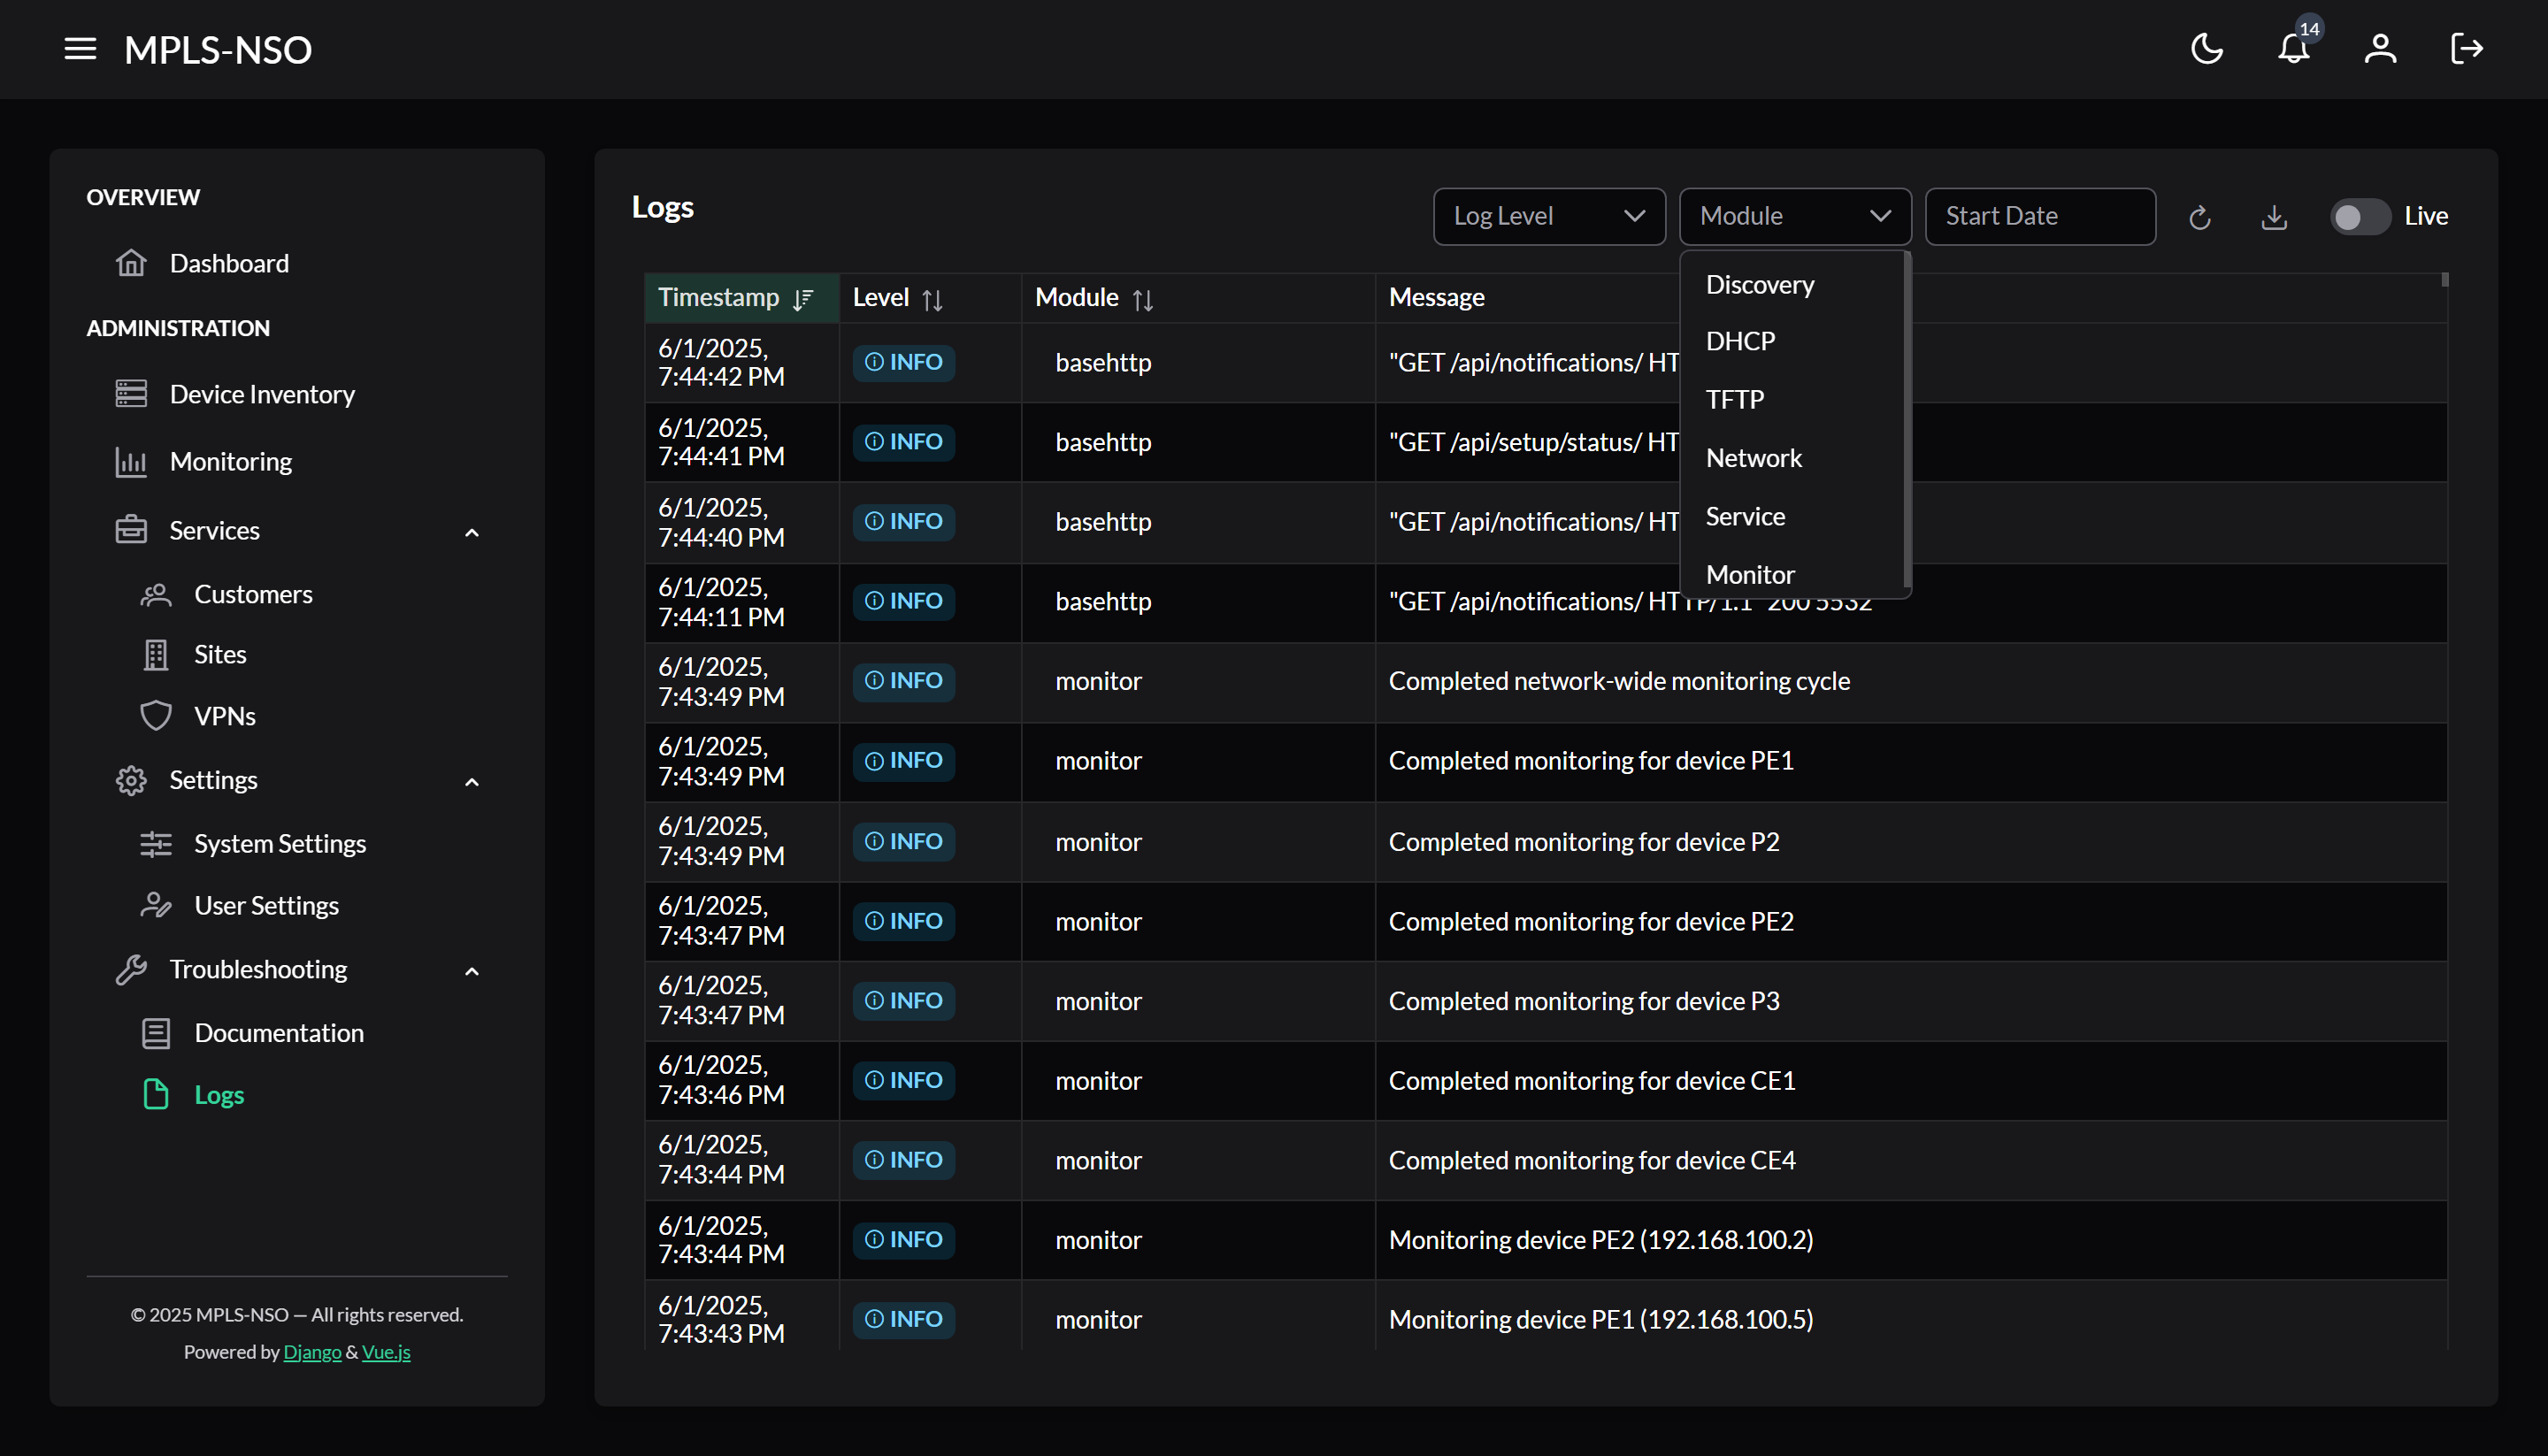 MPLS-NSO
14
OVERVIEW
Dashboard
ADMINISTRATION
Device Inventory
Monitoring
Services
Customers
Sites
VPNs
Settings
System Settings
User Settings
Troubleshooting
Documentation
Logs
© 2025 MPLS-NSO — All rights reserved.
Powered by Django & Vue.js
Logs
Log Level
Module
Start Date
Live
Discovery
DHCP
TFTP
Network
Service
Monitor
Timestamp Level Module Message
6/1/2025,
7:44:42 PM INFO basehttp "GET /api/notifications/ HT
6/1/2025,
7:44:41 PM INFO basehttp "GET /api/setup/status/ HT
6/1/2025,
7:44:40 PM INFO basehttp "GET /api/notifications/ HT
6/1/2025,
7:44:11 PM INFO basehttp "GET /api/notifications/ HTTP/1.1" 200 5532
6/1/2025,
7:43:49 PM INFO monitor Completed network-wide monitoring cycle
6/1/2025,
7:43:49 PM INFO monitor Completed monitoring for device PE1
6/1/2025,
7:43:49 PM INFO monitor Completed monitoring for device P2
6/1/2025,
7:43:47 PM INFO monitor Completed monitoring for device PE2
6/1/2025,
7:43:47 PM INFO monitor Completed monitoring for device P3
6/1/2025,
7:43:46 PM INFO monitor Completed monitoring for device CE1
6/1/2025,
7:43:44 PM INFO monitor Completed monitoring for device CE4
6/1/2025,
7:43:44 PM INFO monitor Monitoring device PE2 (192.168.100.2)
6/1/2025,
7:43:43 PM INFO monitor Monitoring device PE1 (192.168.100.5)